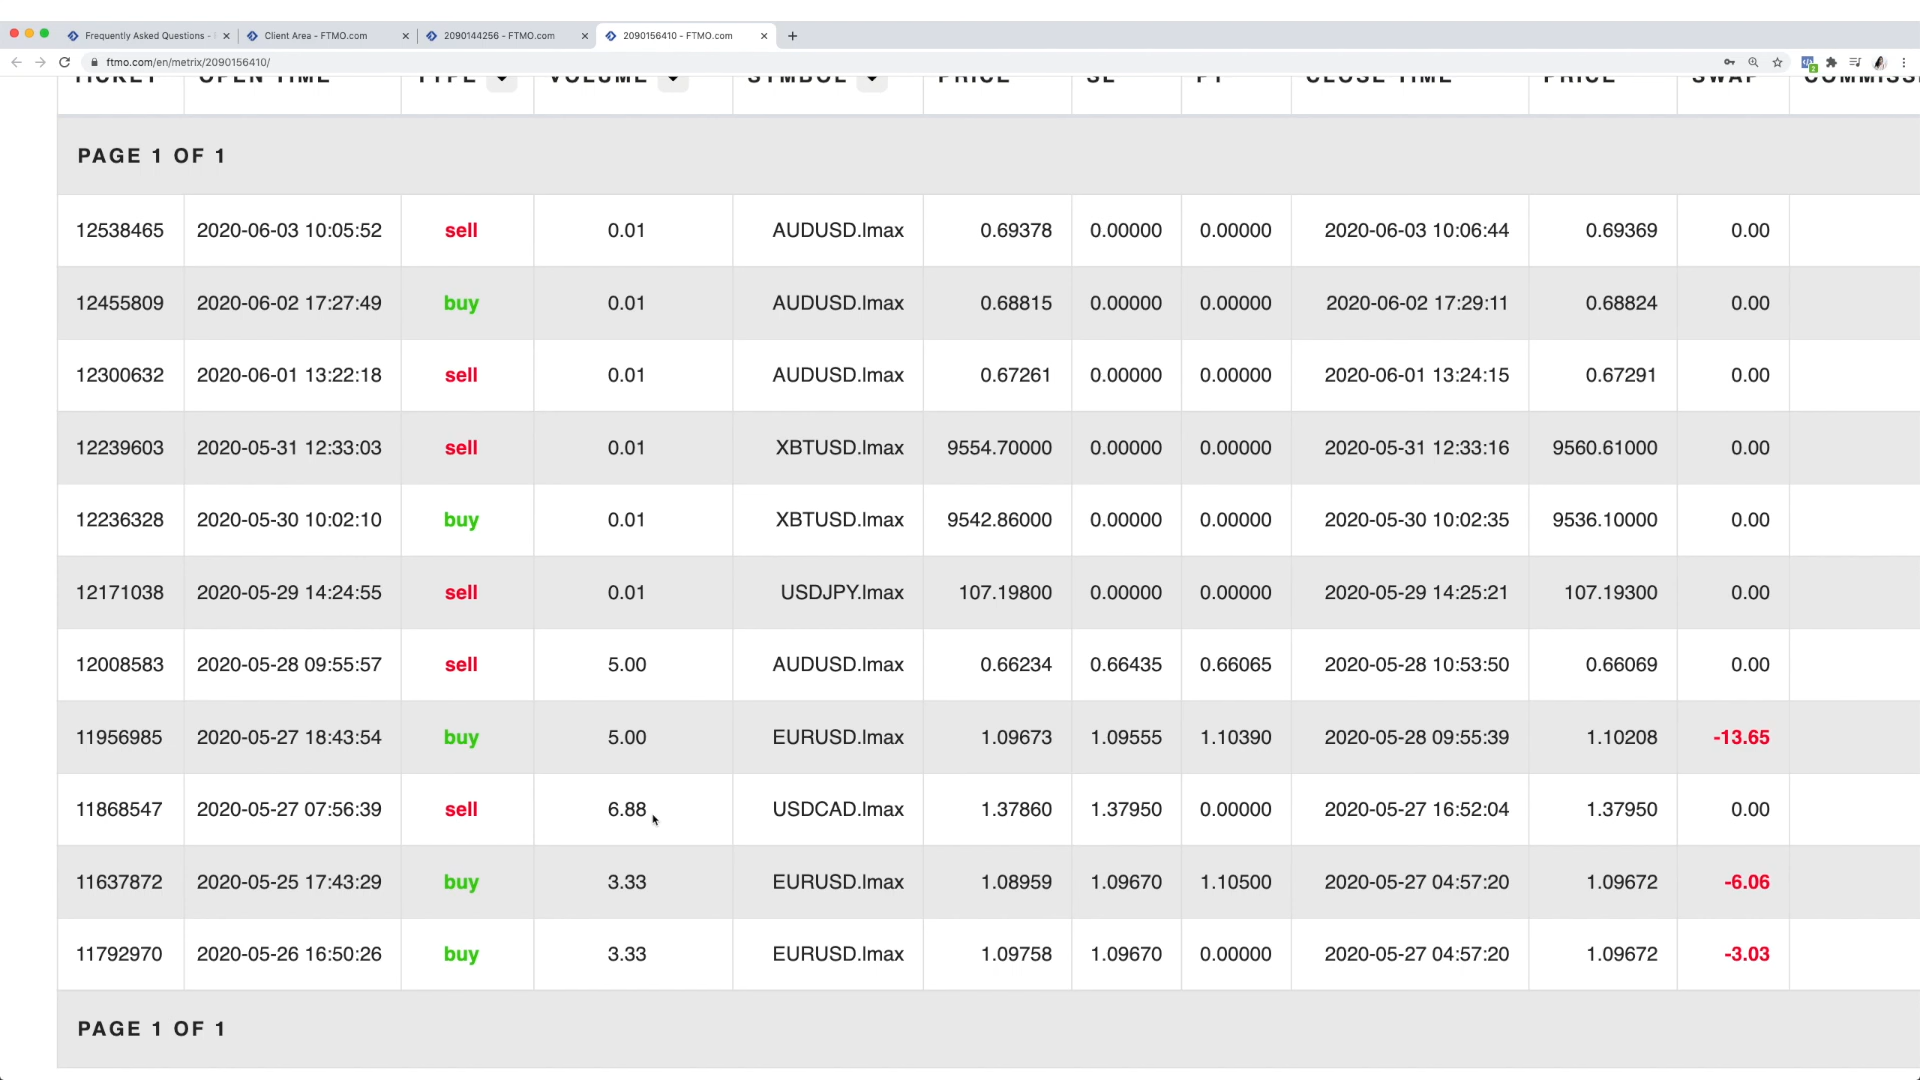 Frequently Asked Questions -
Client Area - FTMO.com
2090144256 - FTMO.com
2090156410 - FTMO.com
ftmo.com/en/metrix/2090156410/
TICKET OPEN TIME TYPE VOLUME SYMBOL PRICE SL PT CLOSE TIME PRICE SWAP COMMISS
PAGE 1 OF 1
12538465 2020-06-03 10:05:52 sell 0.01 AUDUSD.lmax 0.69378 0.00000 0.00000 2020-06-03 10:06:44 0.69369 0.00
12455809 2020-06-02 17:27:49 buy 0.01 AUDUSD.lmax 0.68815 0.00000 0.00000 2020-06-02 17:29:11 0.68824 0.00
12300632 2020-06-01 13:22:18 sell 0.01 AUDUSD.lmax 0.67261 0.00000 0.00000 2020-06-01 13:24:15 0.67291 0.00
12239603 2020-05-31 12:33:03 sell 0.01 XBTUSD.lmax 9554.70000 0.00000 0.00000 2020-05-31 12:33:16 9560.61000 0.00
12236328 2020-05-30 10:02:10 buy 0.01 XBTUSD.lmax 9542.86000 0.00000 0.00000 2020-05-30 10:02:35 9536.10000 0.00
12171038 2020-05-29 14:24:55 sell 0.01 USDJPY.lmax 107.19800 0.00000 0.00000 2020-05-29 14:25:21 107.19300 0.00
12008583 2020-05-28 09:55:57 sell 5.00 AUDUSD.lmax 0.66234 0.66435 0.66065 2020-05-28 10:53:50 0.66069 0.00
11956985 2020-05-27 18:43:54 buy 5.00 EURUSD.lmax 1.09673 1.09555 1.10390 2020-05-28 09:55:39 1.10208 -13.65
11868547 2020-05-27 07:56:39 sell 6.88 USDCAD.lmax 1.37860 1.37950 0.00000 2020-05-27 16:52:04 1.37950 0.00
11637872 2020-05-25 17:43:29 buy 3.33 EURUSD.lmax 1.08959 1.09670 1.10500 2020-05-27 04:57:20 1.09672 -6.06
11792970 2020-05-26 16:50:26 buy 3.33 EURUSD.lmax 1.09758 1.09670 0.00000 2020-05-27 04:57:20 1.09672 -3.03
PAGE 1 OF 1